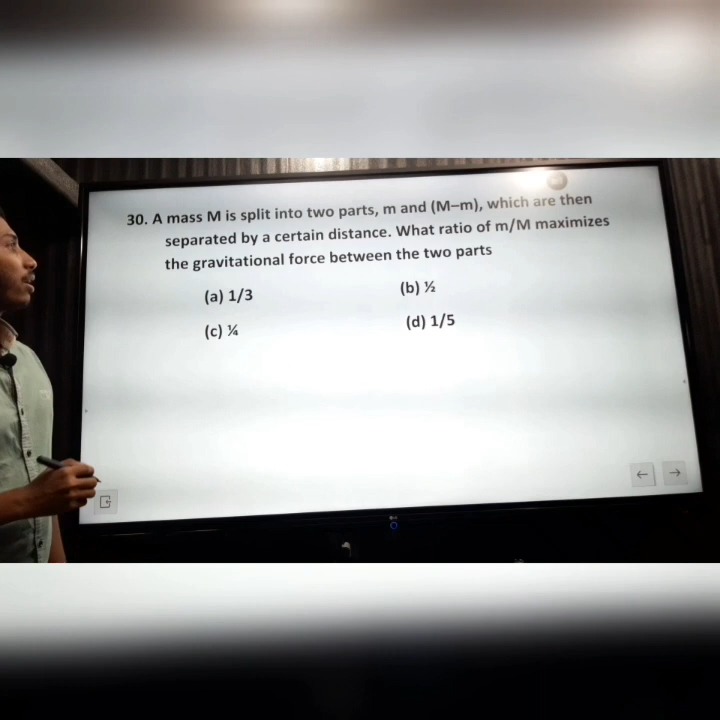 30. A mass M is split into two parts, m and (M–m), which are then
separated by a certain distance. What ratio of m/M maximizes
the gravitational force between the two parts
(a) 1/3
(b) ½
(c) ¼
(d) 1/5